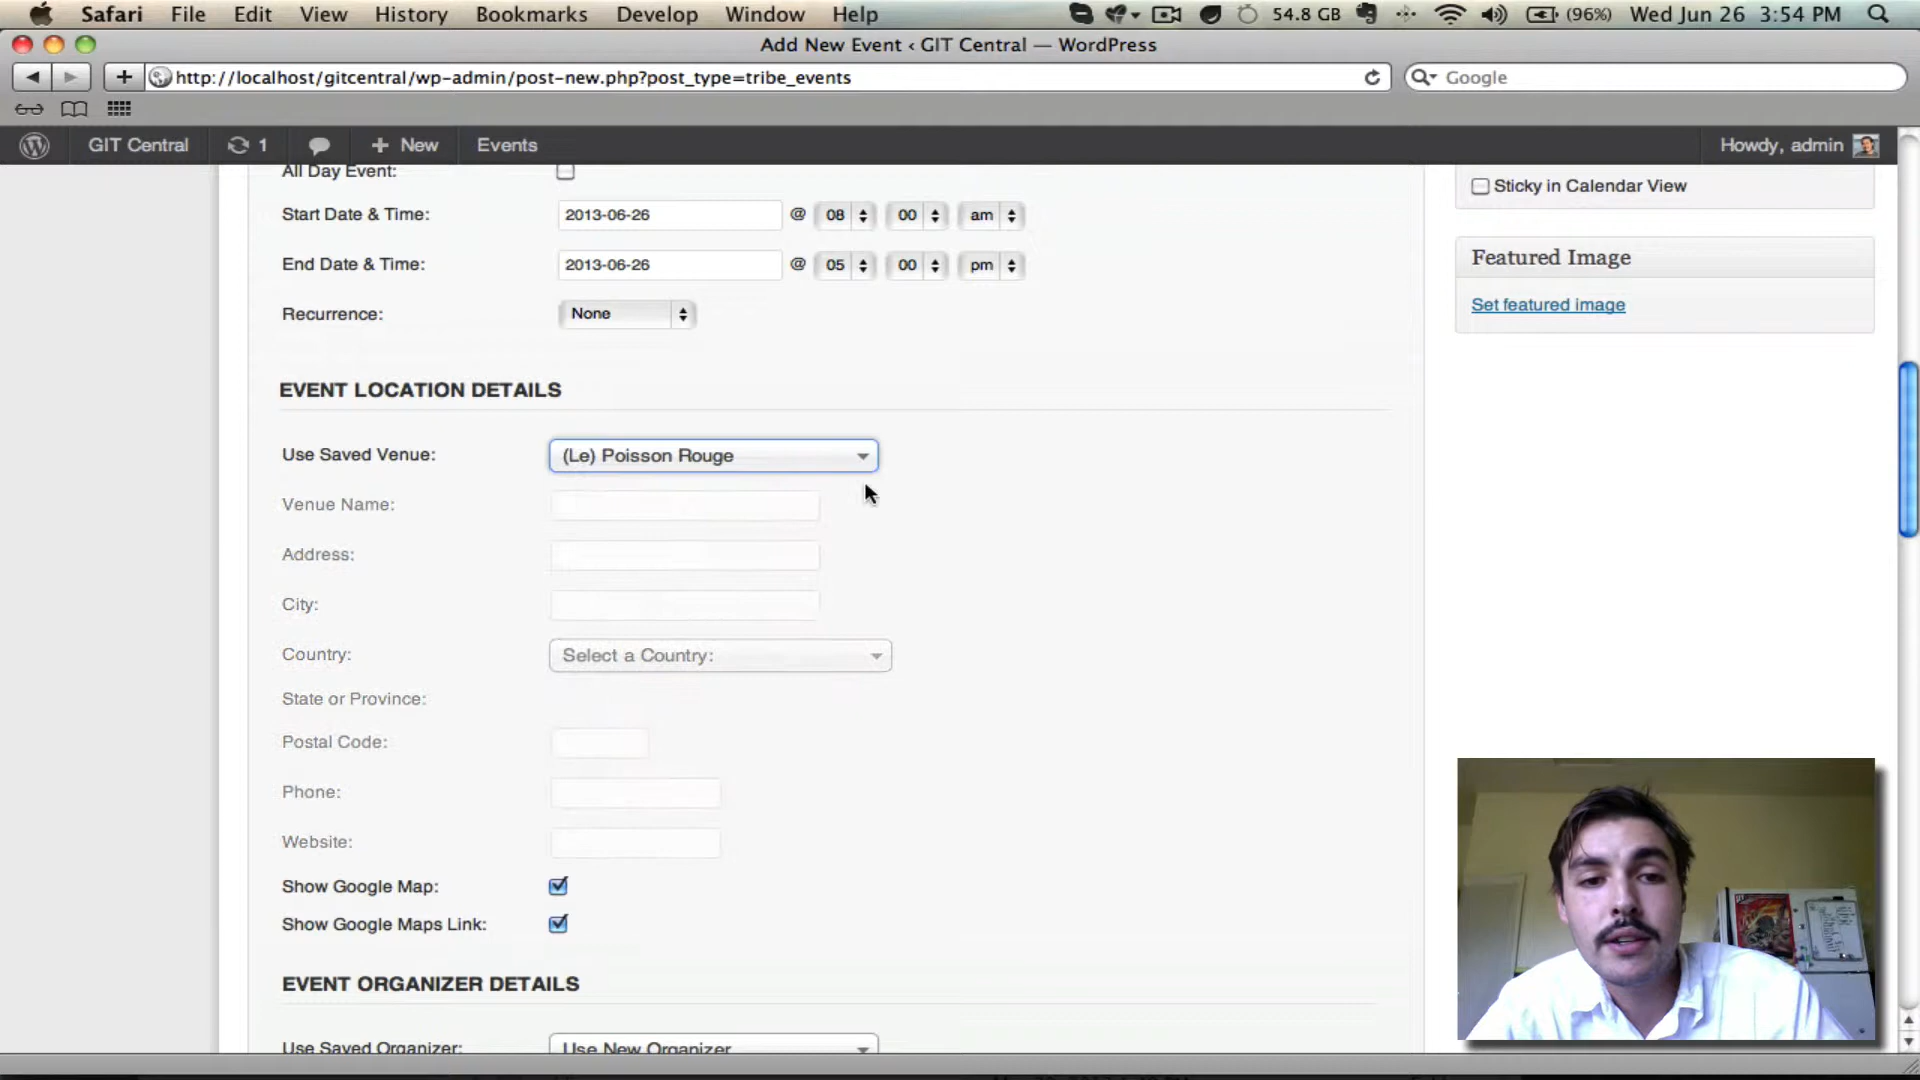 Safari File Edit View History Bookmarks Develop Window Help 54.8 GB (96%) Wed Jun 26 3:54 PM
Add New Event ‹ GIT Central — WordPress
http://localhost/gitcentral/wp-admin/post-new.php?post_type=tribe_events
Google
GIT Central 1 + New Events Howdy, admin
All Day Event:
Sticky in Calendar View
Start Date & Time: 2013-06-26 @ 08 00 am
End Date & Time: 2013-06-26 @ 05 00 pm
Featured Image
Set featured image
Recurrence: None
EVENT LOCATION DETAILS
Use Saved Venue: (Le) Poisson Rouge
Venue Name:
Address:
City:
Country: Select a Country:
State or Province:
Postal Code:
Phone:
Website:
Show Google Map:
Show Google Maps Link:
EVENT ORGANIZER DETAILS
Use Saved Organizer: Use New Organizer